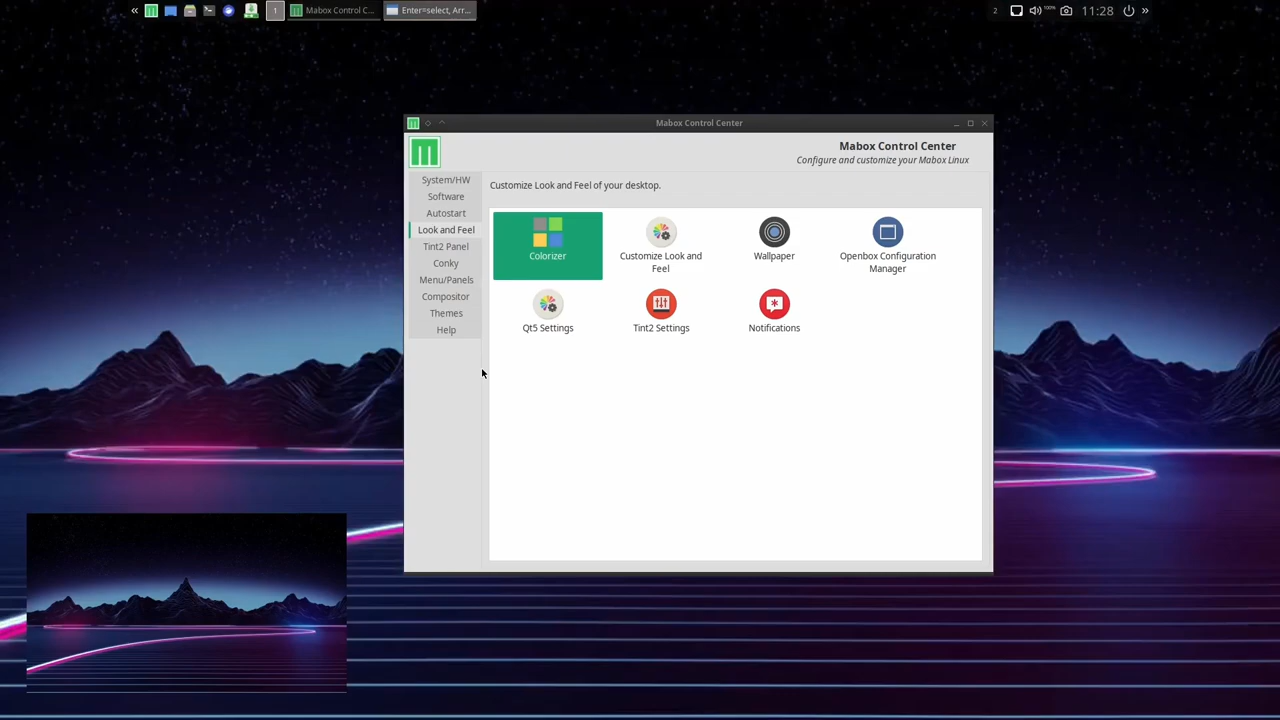 «
1
Mabox Control C...
Enter=select, Arr...
2
100%
11:28
»
Mabox Control Center
Mabox Control Center
Configure and customize your Mabox Linux
System/HW
Software
Autostart
Look and Feel
Tint2 Panel
Conky
Menu/Panels
Compositor
Themes
Help
Customize Look and Feel of your desktop.
Colorizer
Customize Look and
Feel
Wallpaper
Openbox Configuration
Manager
Qt5 Settings
Tint2 Settings
Notifications